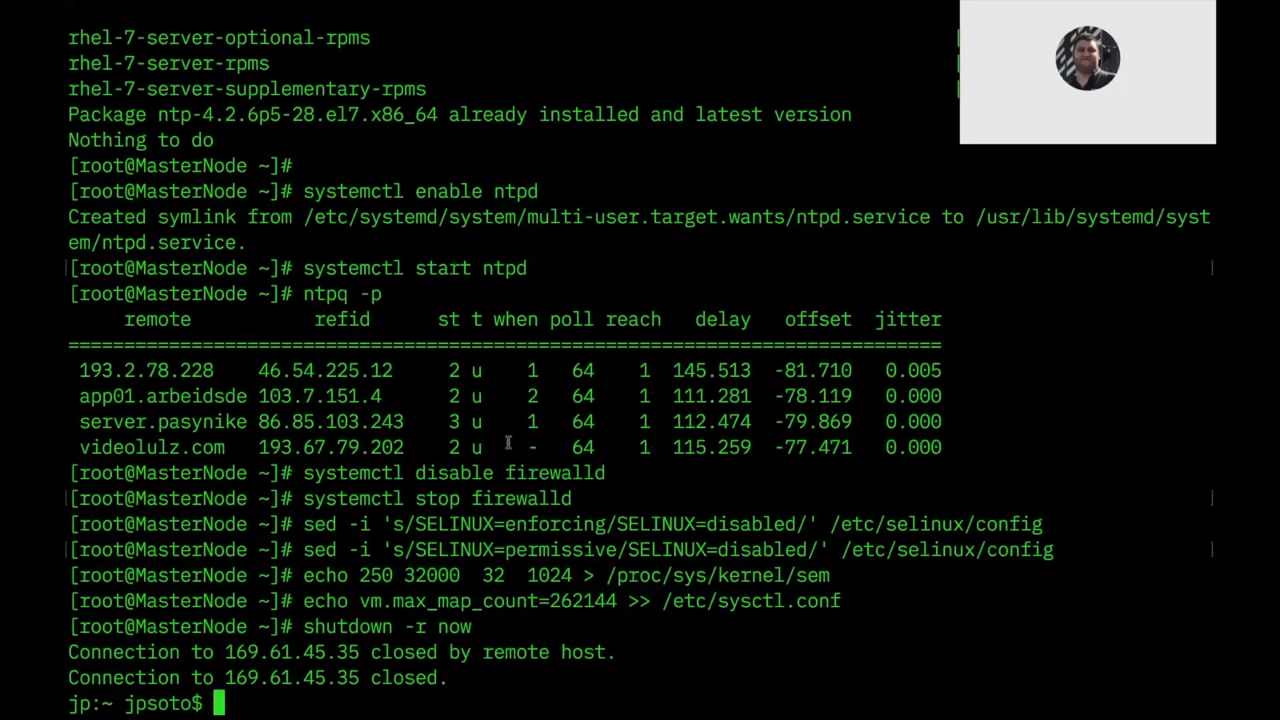 rhel-7-server-optional-rpms
rhel-7-server-rpms
rhel-7-server-supplementary-rpms
Package ntp-4.2.6p5-28.el7.x86_64 already installed and latest version
Nothing to do
[root@MasterNode ~]#
[root@MasterNode ~]# systemctl enable ntpd
Created symlink from /etc/systemd/system/multi-user.target.wants/ntpd.service to /usr/lib/systemd/syst
em/ntpd.service.
[root@MasterNode ~]# systemctl start ntpd
[root@MasterNode ~]# ntpq -p
     remote           refid      st t when poll reach   delay   offset  jitter
==============================================================================
 193.2.78.228    46.54.225.12     2 u    1   64    1  145.513  -81.710   0.005
 app01.arbeidsde 103.7.151.4      2 u    2   64    1  111.281  -78.119   0.000
 server.pasynike 86.85.103.243    3 u    1   64    1  112.474  -79.869   0.000
 videolulz.com   193.67.79.202    2 u    -   64    1  115.259  -77.471   0.000
[root@MasterNode ~]# systemctl disable firewalld
[root@MasterNode ~]# systemctl stop firewalld
[root@MasterNode ~]# sed -i 's/SELINUX=enforcing/SELINUX=disabled/' /etc/selinux/config
[root@MasterNode ~]# sed -i 's/SELINUX=permissive/SELINUX=disabled/' /etc/selinux/config
[root@MasterNode ~]# echo 250 32000  32  1024 > /proc/sys/kernel/sem
[root@MasterNode ~]# echo vm.max_map_count=262144 >> /etc/sysctl.conf
[root@MasterNode ~]# shutdown -r now
Connection to 169.61.45.35 closed by remote host.
Connection to 169.61.45.35 closed.
jp:~ jpsoto$